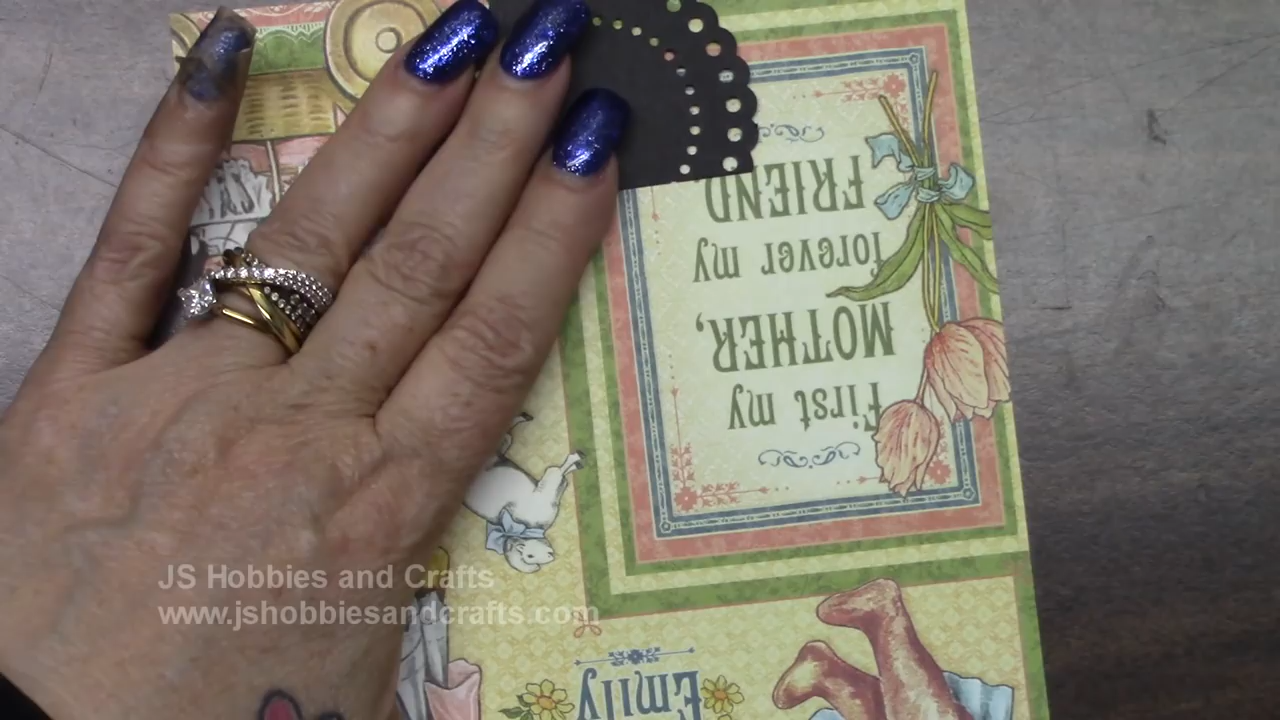 First my
MOTHER,
forever my
FRIEND
Emily
JS Hobbies and Crafts
www.jshobbiesandcrafts.com